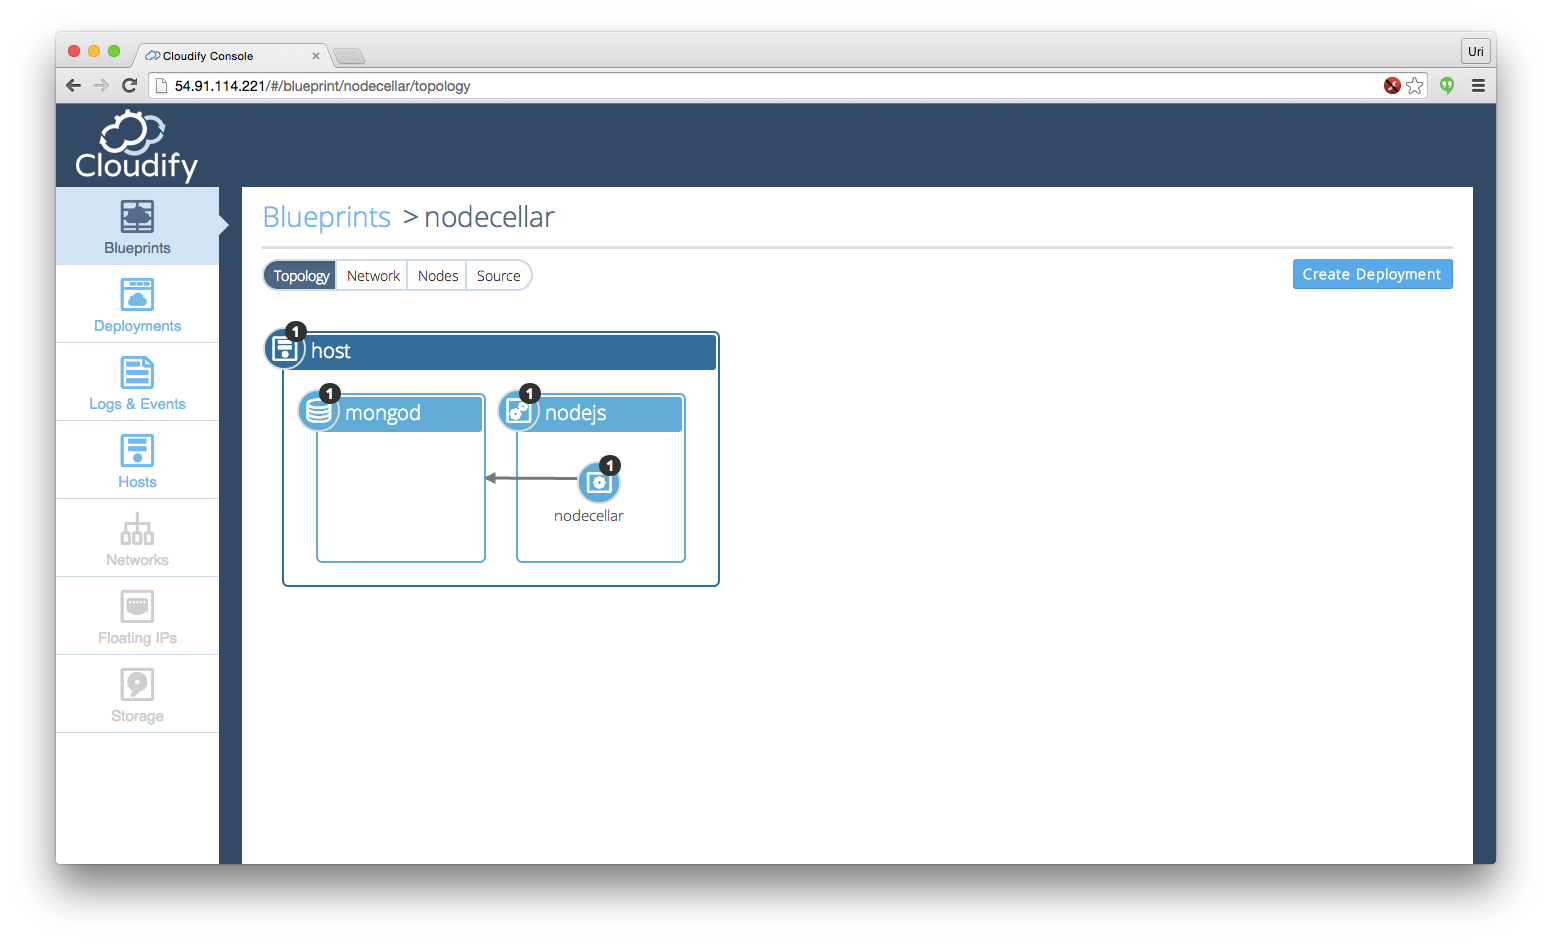 Cloudify Console
Uri
54.91.114.221/#/blueprint/nodecellar/topology
Cloudify
Blueprints
Deployments
Logs & Events
Hosts
Networks
Floating IPs
Storage
Blueprints > nodecellar
Topology Network Nodes Source
Create Deployment
1
host
1
mongod
1
nodejs
1
nodecellar